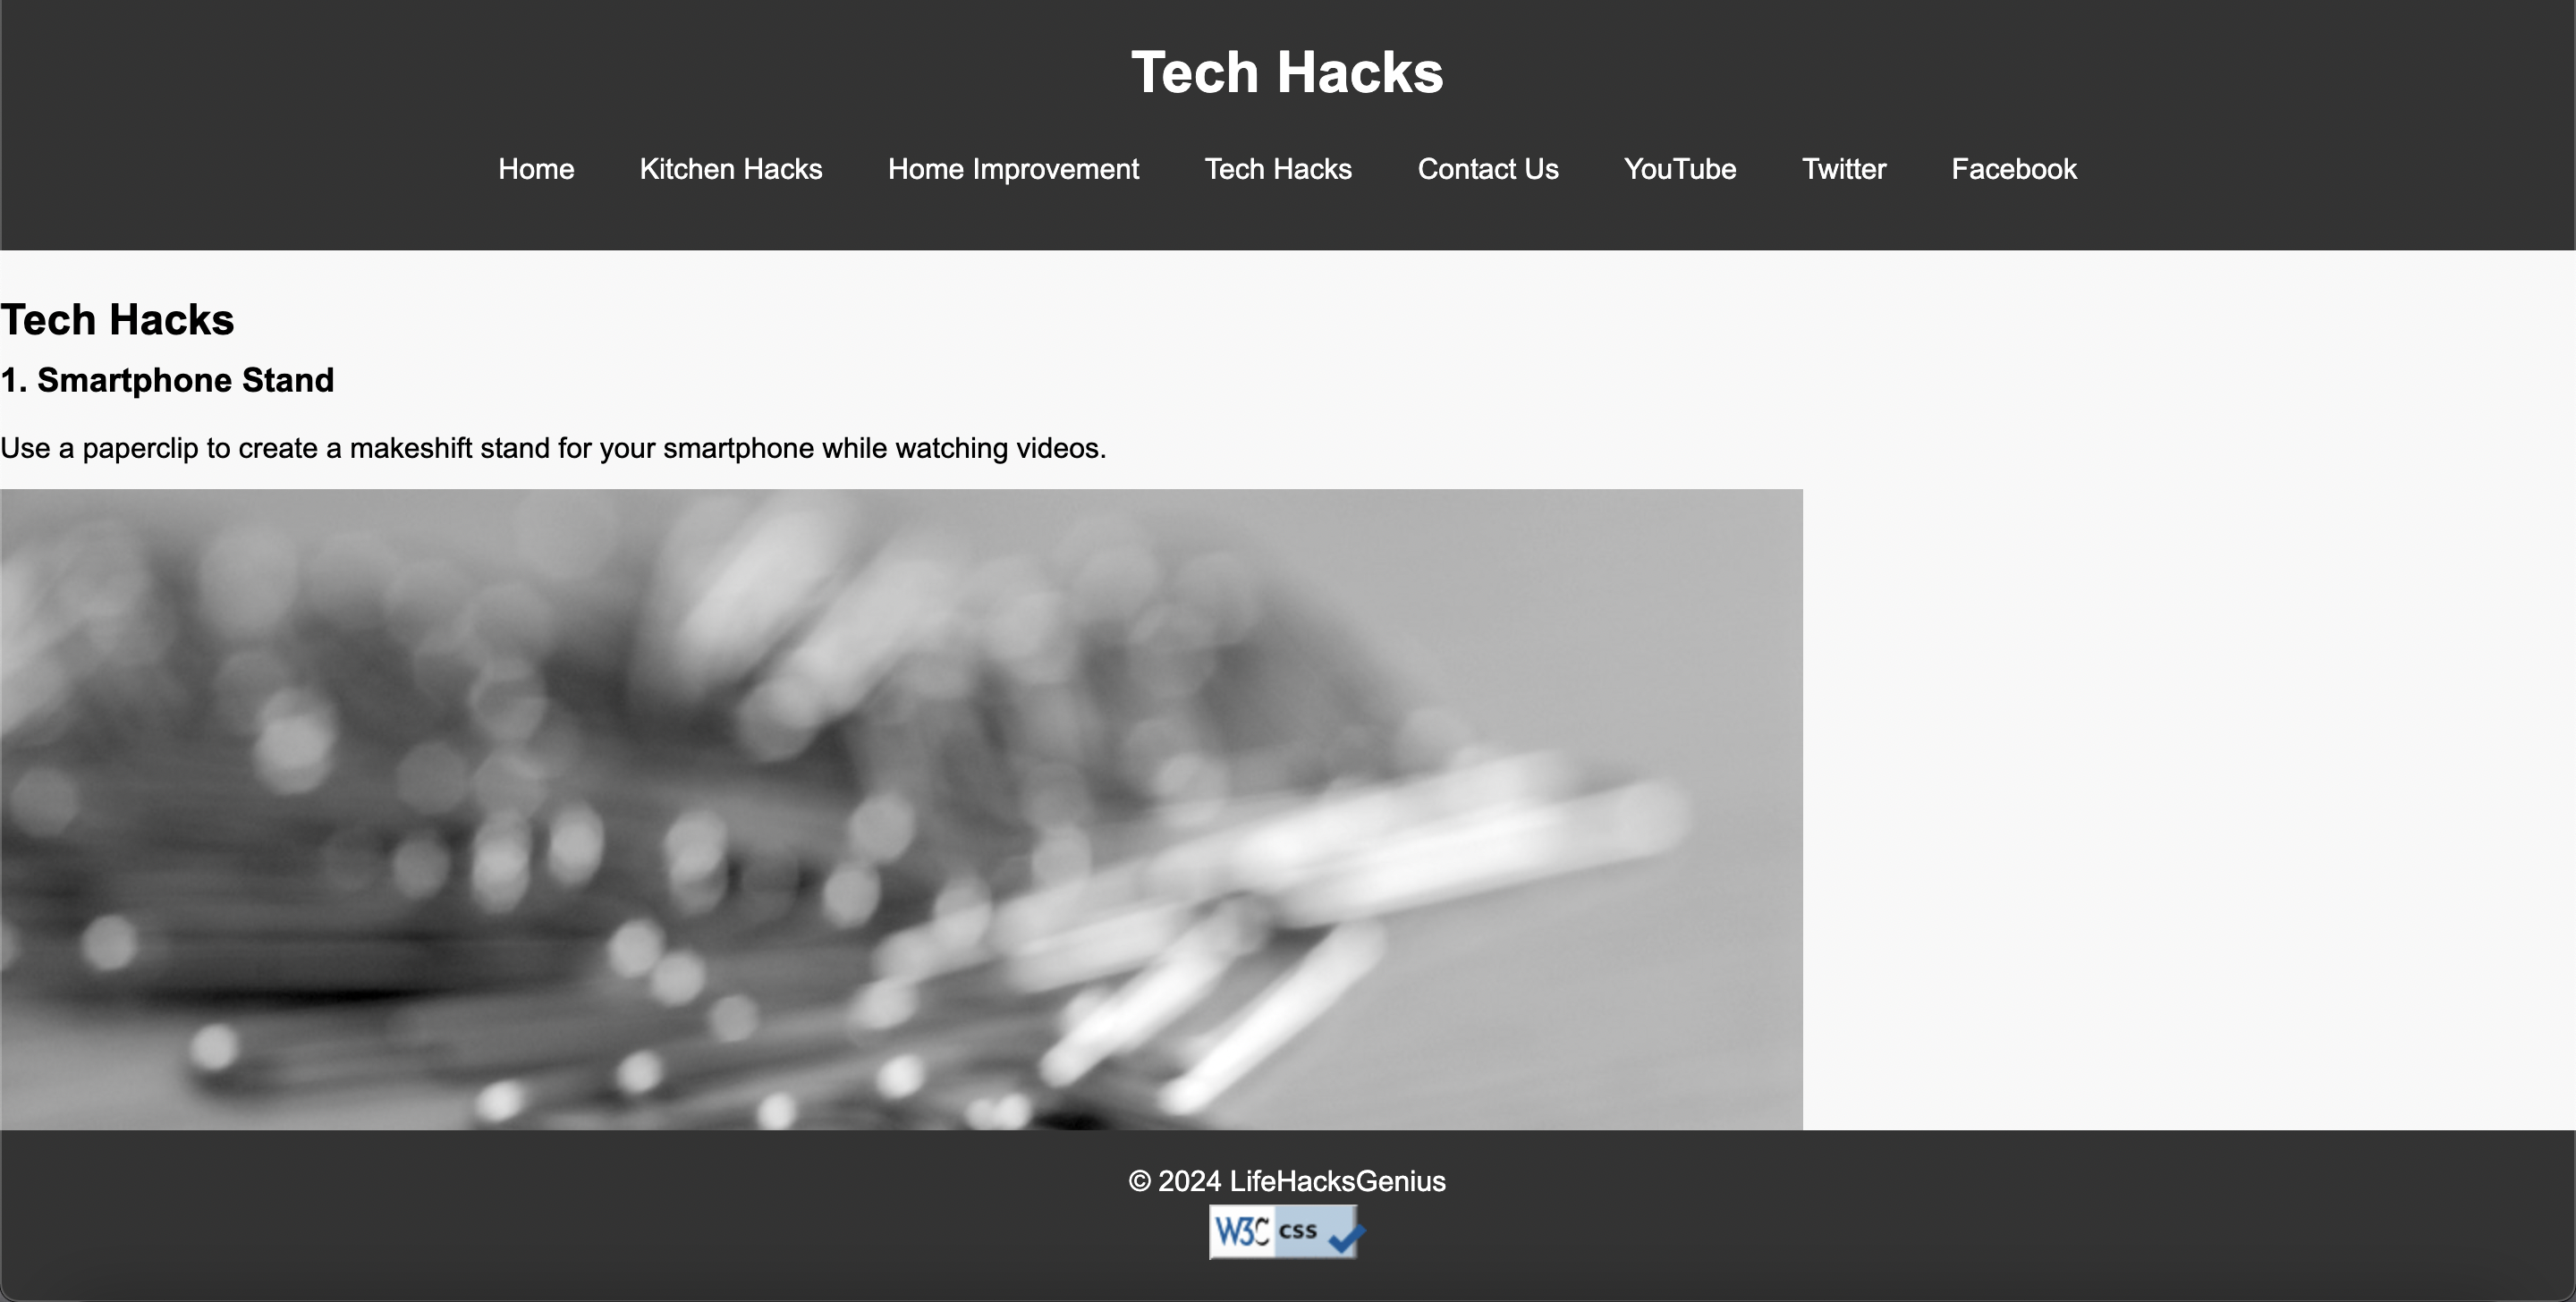 Tech Hacks
Home Kitchen Hacks Home Improvement Tech Hacks Contact Us YouTube Twitter Facebook
Tech Hacks
1. Smartphone Stand
Use a paperclip to create a makeshift stand for your smartphone while watching videos.
© 2024 LifeHacksGenius
W3C css